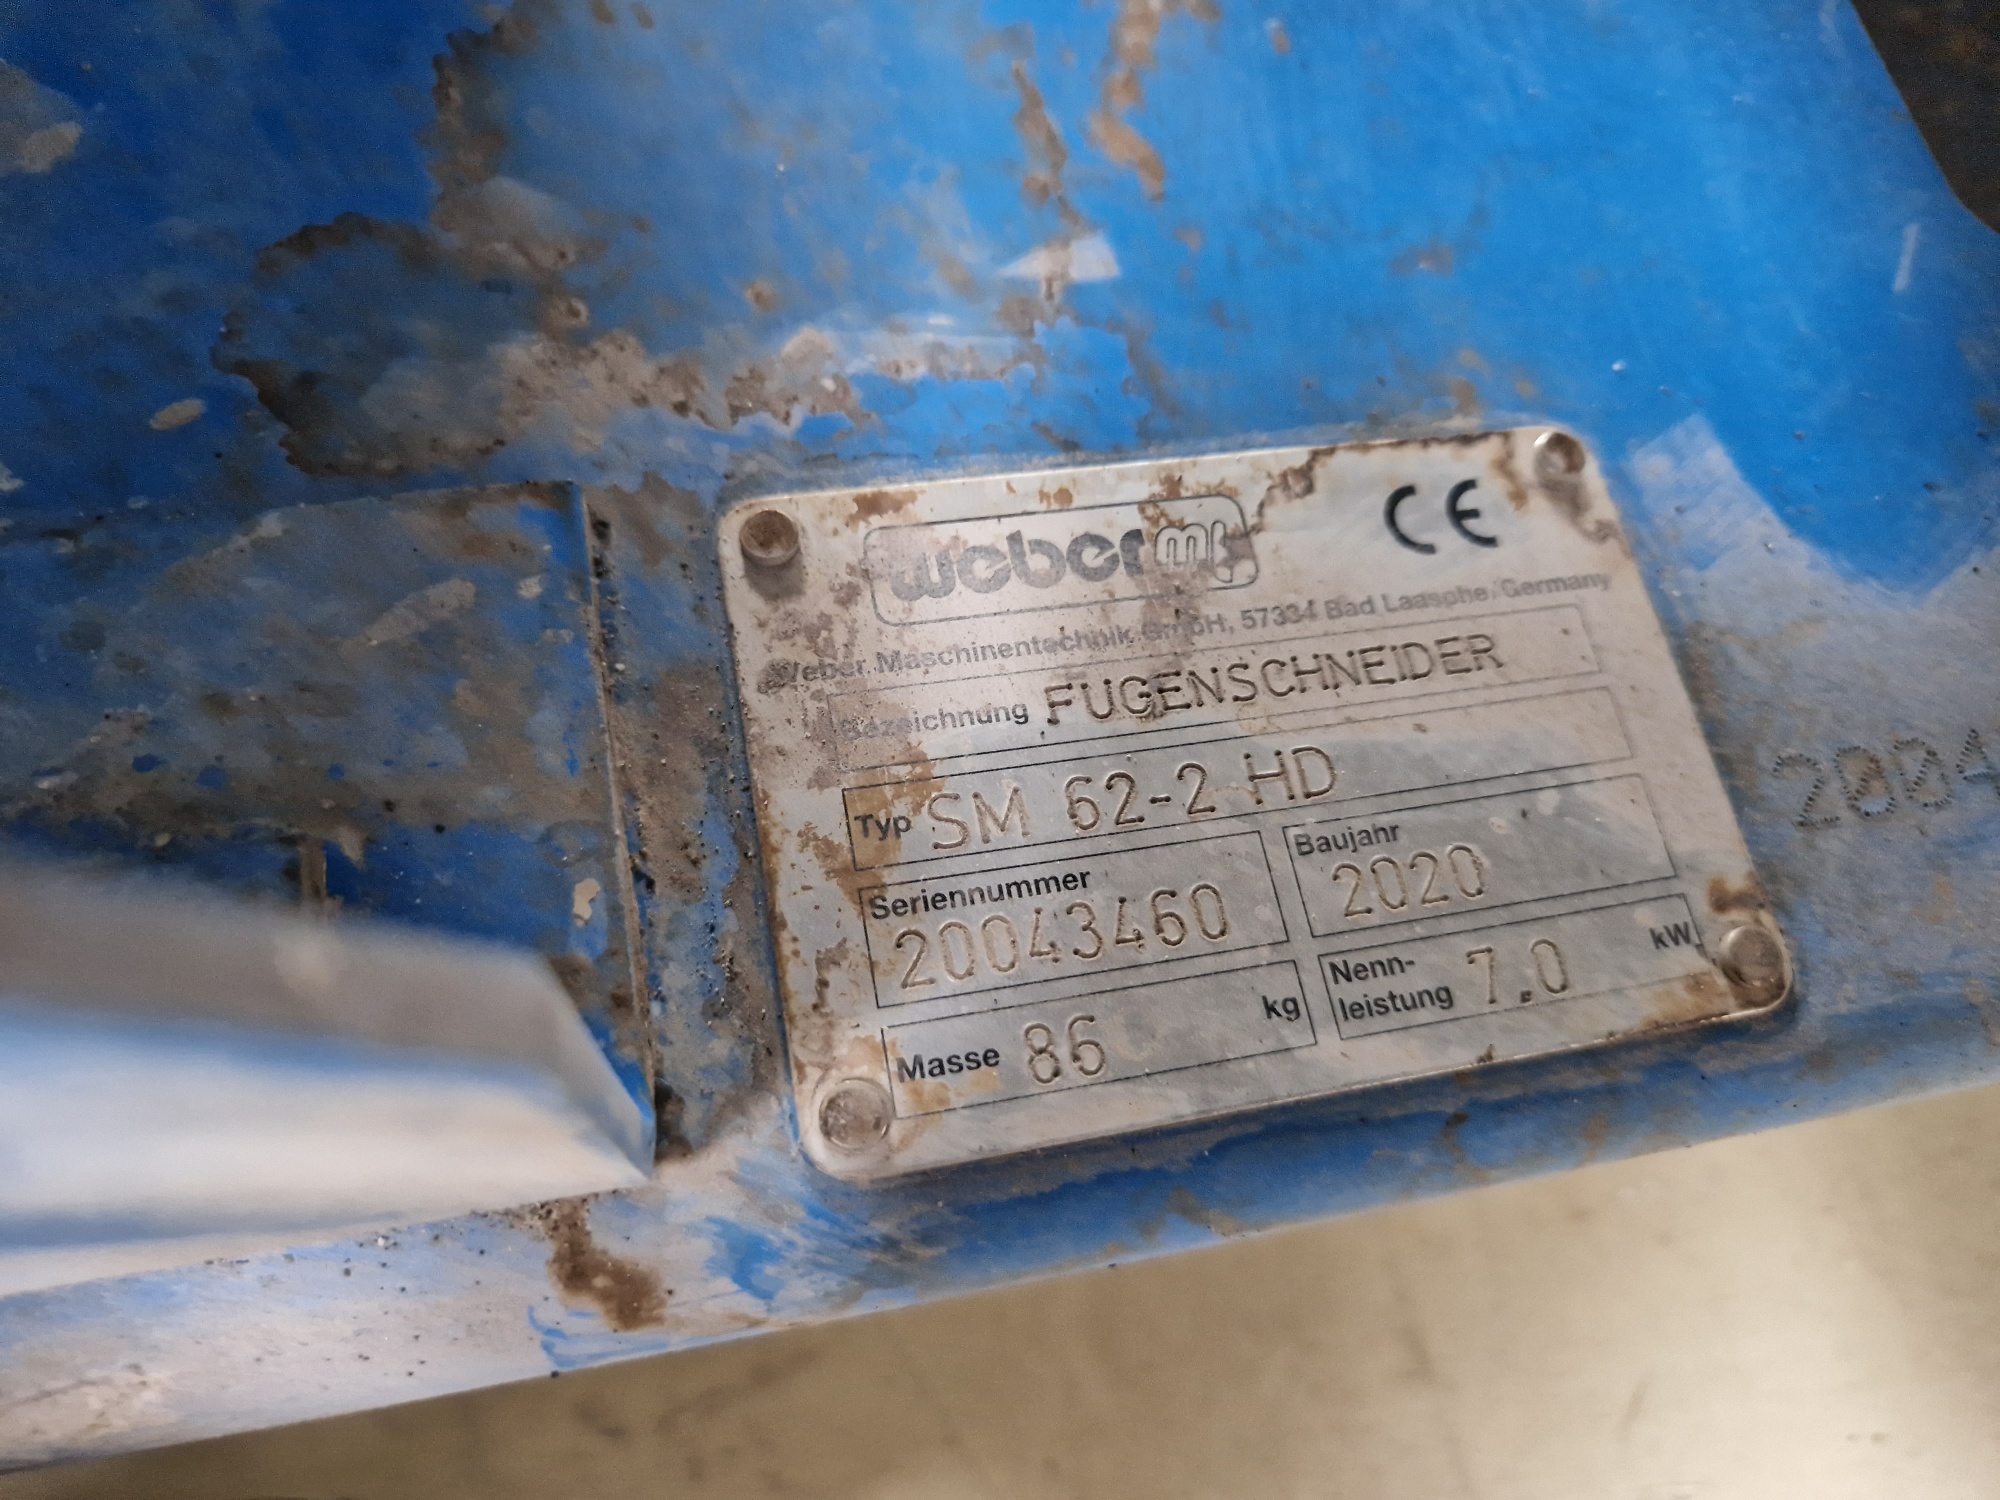 weber mt
CE
Weber Maschinentechnik GmbH, 57334 Bad Laasphe/Germany
Bezeichnung FUGENSCHNEIDER
Typ SM 62-2 HD
Seriennummer 20043460
Baujahr 2020
Masse 86 kg
Nenn-
leistung 7.0 kW
2004